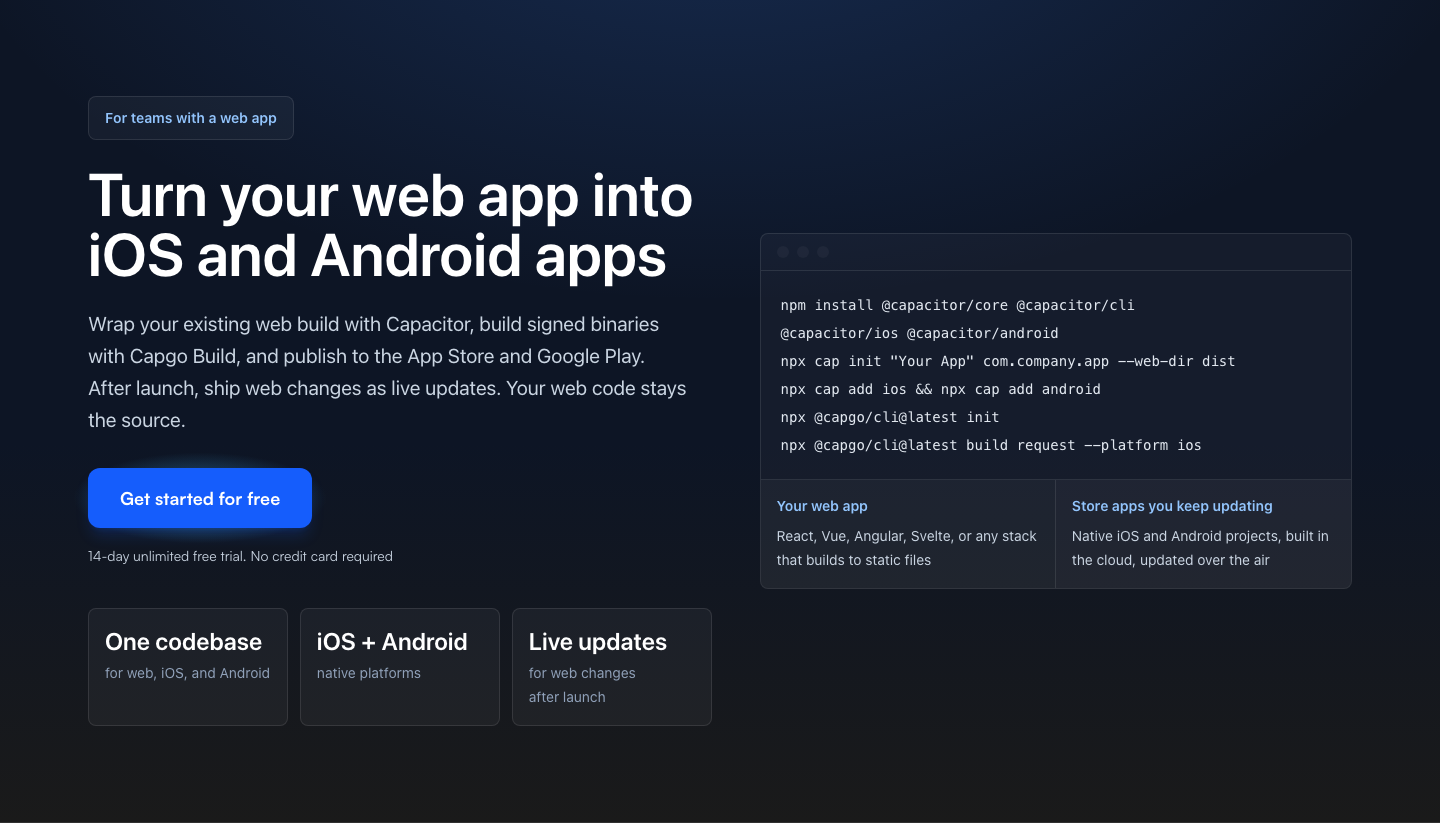 For teams with a web app
Turn your web app into
iOS and Android apps
Wrap your existing web build with Capacitor, build signed binaries
with Capgo Build, and publish to the App Store and Google Play.
After launch, ship web changes as live updates. Your web code stays
the source.
Get started for free
14-day unlimited free trial. No credit card required
One codebase
for web, iOS, and Android
iOS + Android
native platforms
Live updates
for web changes
after launch
npm install @capacitor/core @capacitor/cli
@capacitor/ios @capacitor/android
npx cap init "Your App" com.company.app --web-dir dist
npx cap add ios && npx cap add android
npx @capgo/cli@latest init
npx @capgo/cli@latest build request --platform ios
Your web app
React, Vue, Angular, Svelte, or any stack
that builds to static files
Store apps you keep updating
Native iOS and Android projects, built in
the cloud, updated over the air